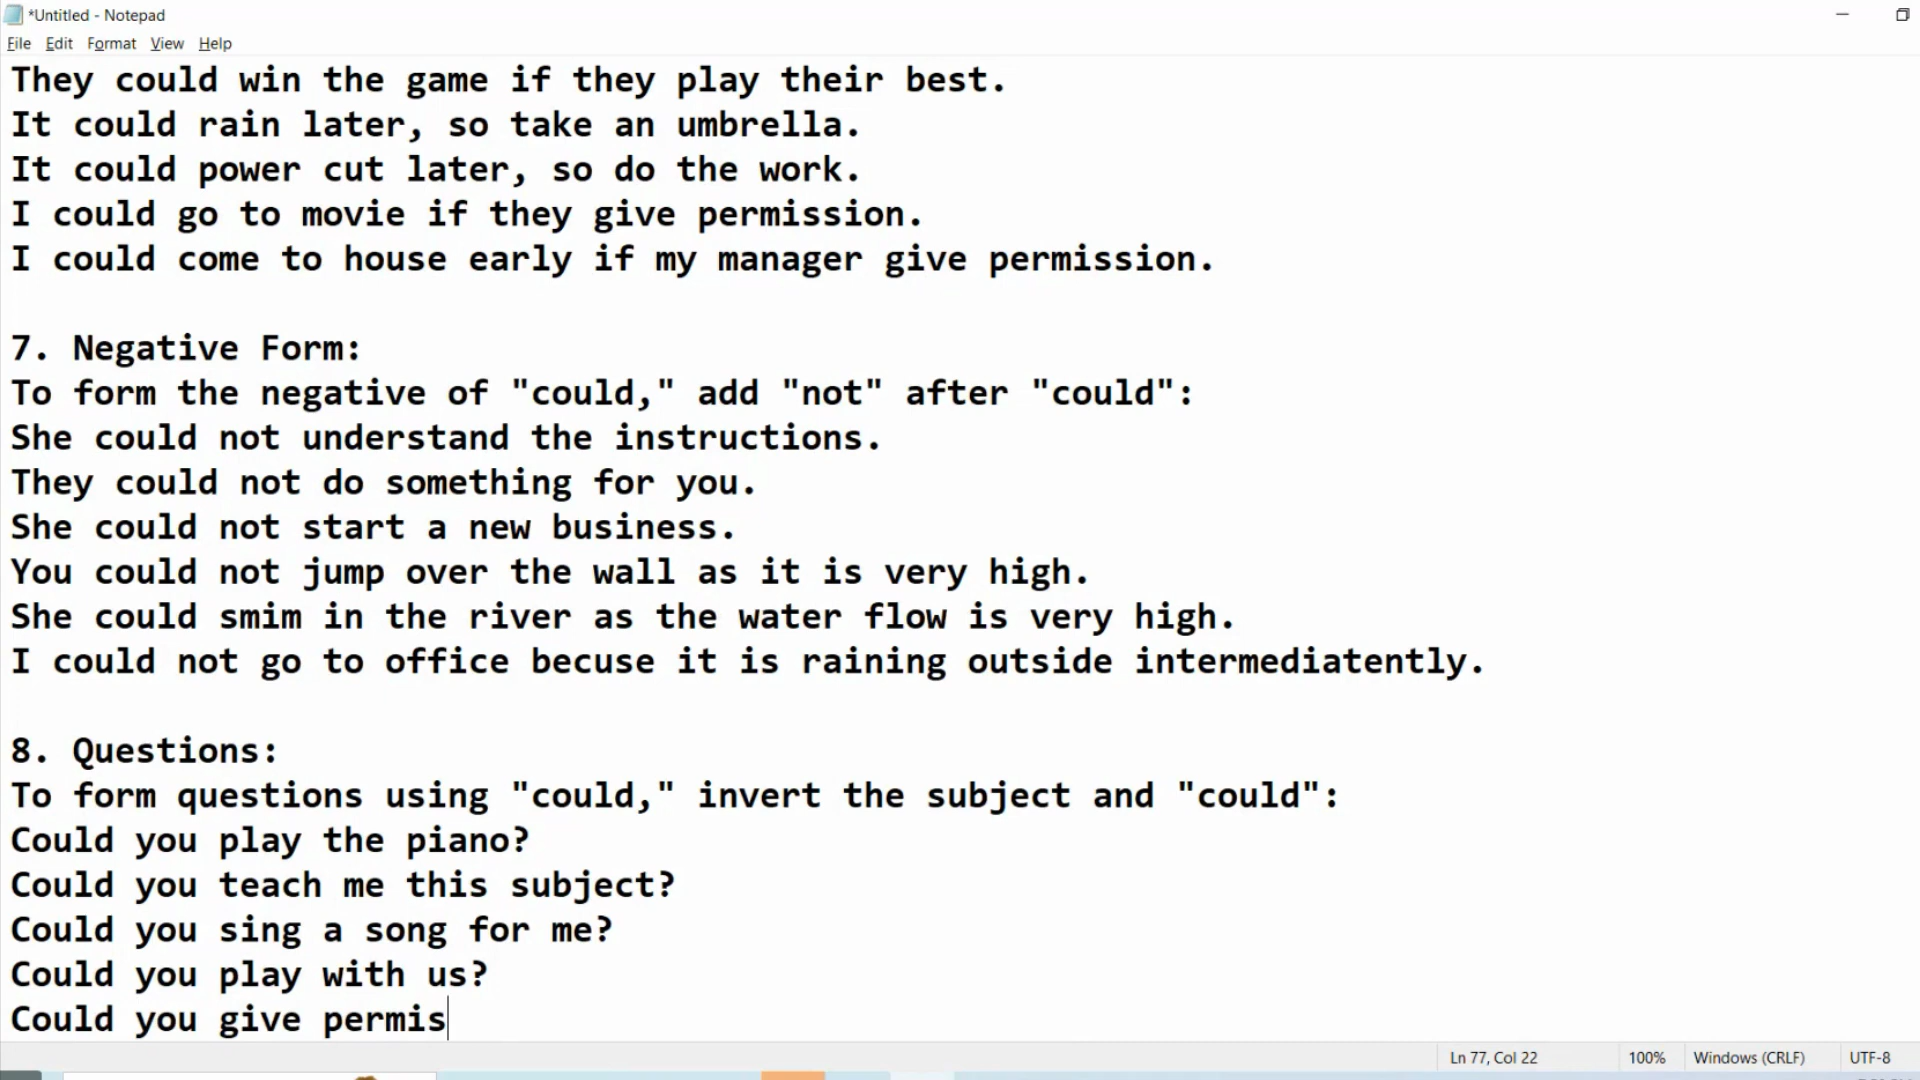 *Untitled - Notepad
File Edit Format View Help
They could win the game if they play their best.
It could rain later, so take an umbrella.
It could power cut later, so do the work.
I could go to movie if they give permission.
I could come to house early if my manager give permission.
7. Negative Form:
To form the negative of "could," add "not" after "could":
She could not understand the instructions.
They could not do something for you.
She could not start a new business.
You could not jump over the wall as it is very high.
She could smim in the river as the water flow is very high.
I could not go to office becuse it is raining outside intermediatently.
8. Questions:
To form questions using "could," invert the subject and "could":
Could you play the piano?
Could you teach me this subject?
Could you sing a song for me?
Could you play with us?
Could you give permis
Ln 77, Col 22 100% Windows (CRLF) UTF-8